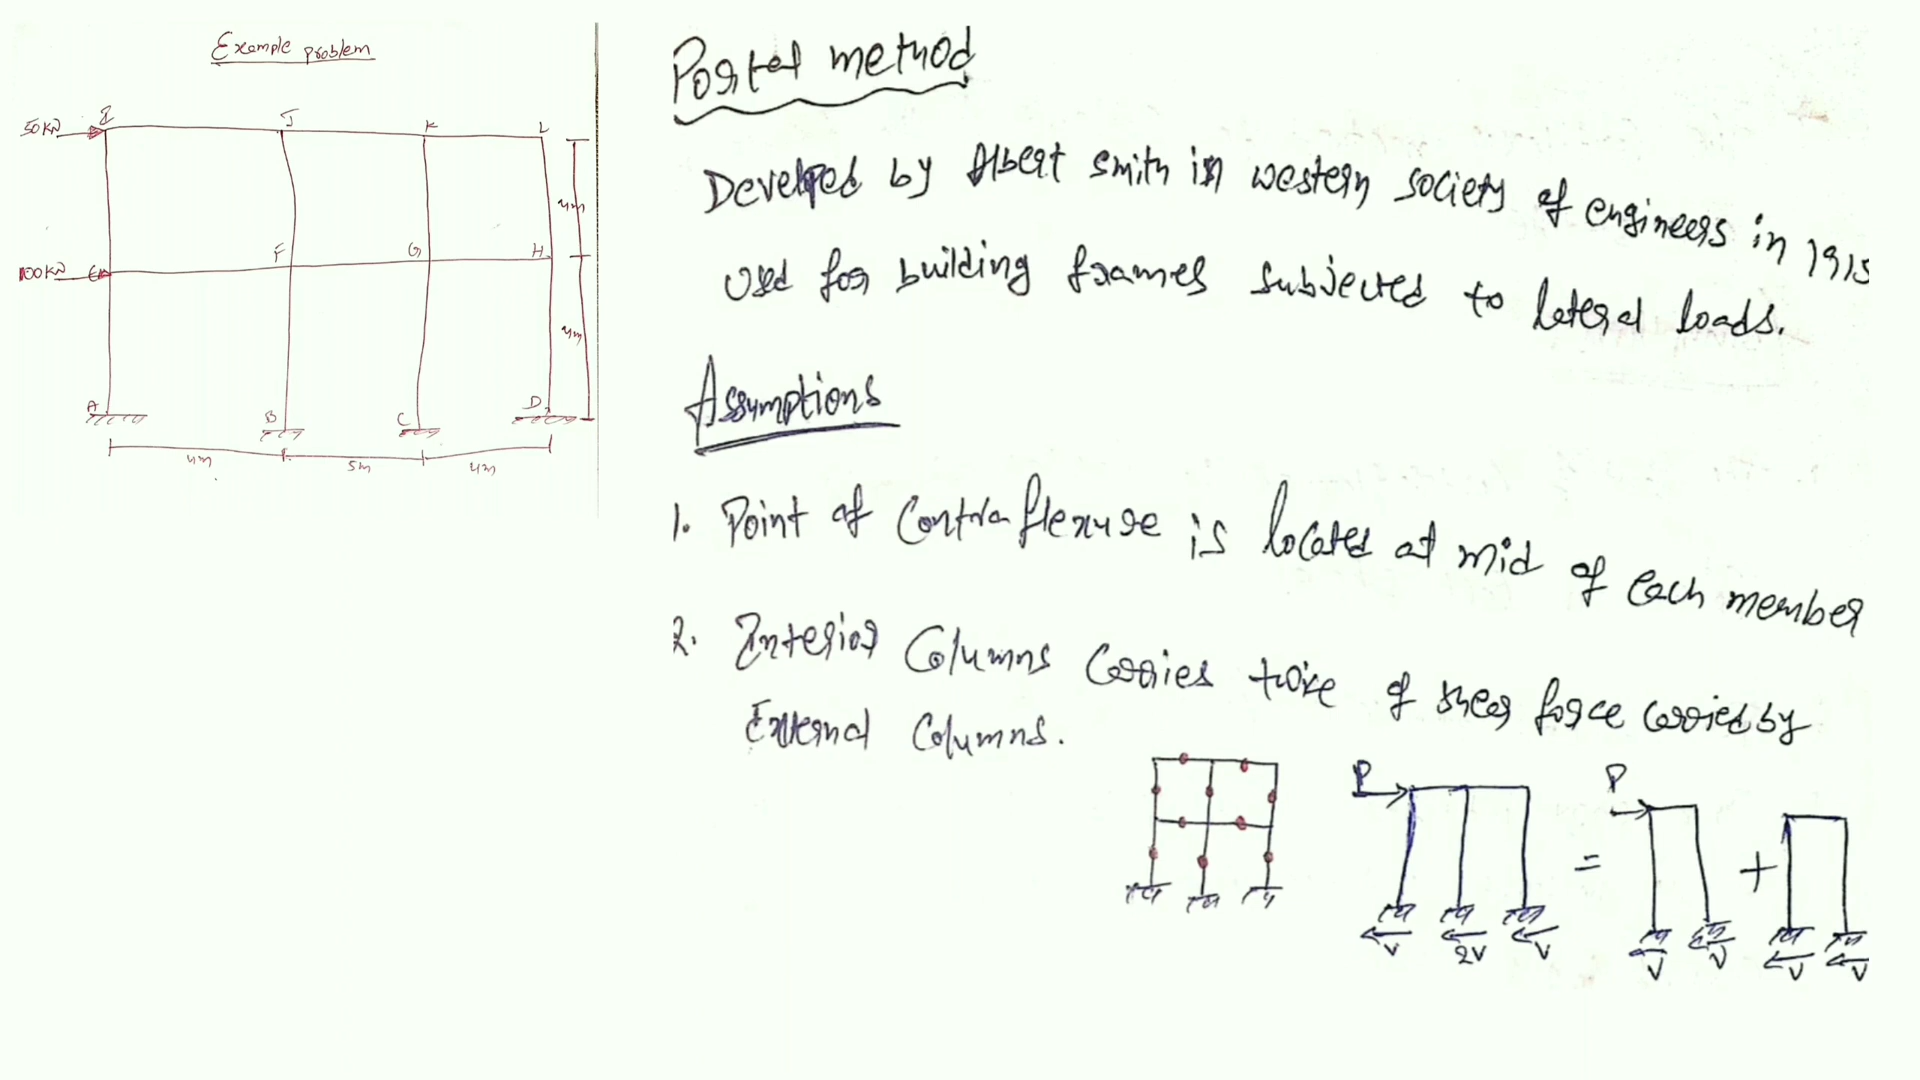 Example problem
50KN
I
J
K
L
4m
100KN
E
F
G
H
4m
A
B
C
D
4m
5m
4m
Portal method
Developed by Albert Smith in western society of engineers in 1915
used for building frames subjected to lateral loads.
Assumptions
1. Point of Contraflexure is located at mid of each member
2. Interior Columns Carries twice of shear force carried by
External Columns.
P
P
=
+
V
2V
V
V
V
V
V